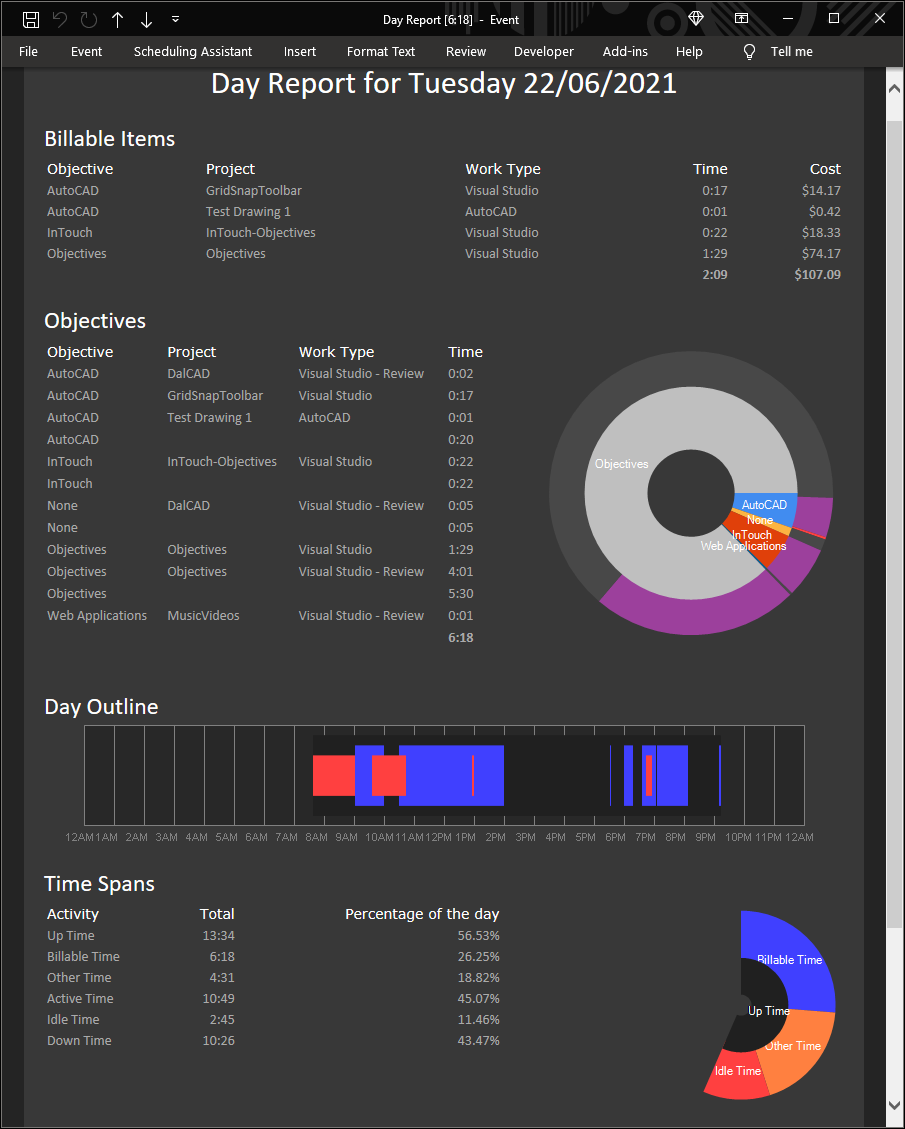 Day Report [6:18] - Event
File Event Scheduling Assistant Insert Format Text Review Developer Add-ins Help Tell me
Day Report for Tuesday 22/06/2021
Billable Items
Objective Project Work Type Time Cost
AutoCAD GridSnapToolbar Visual Studio 0:17 $14.17
AutoCAD Test Drawing 1 AutoCAD 0:01 $0.42
InTouch InTouch-Objectives Visual Studio 0:22 $18.33
Objectives Objectives Visual Studio 1:29 $74.17
2:09 $107.09
Objectives
Objective Project Work Type Time
AutoCAD DalCAD Visual Studio - Review 0:02
AutoCAD GridSnapToolbar Visual Studio 0:17
AutoCAD Test Drawing 1 AutoCAD 0:01
AutoCAD 0:20
InTouch InTouch-Objectives Visual Studio 0:22
InTouch 0:22
None DalCAD Visual Studio - Review 0:05
None 0:05
Objectives Objectives Visual Studio 1:29
Objectives Objectives Visual Studio - Review 4:01
Objectives 5:30
Web Applications MusicVideos Visual Studio - Review 0:01
6:18
Objectives
AutoCAD
None
InTouch
Web Applications
Day Outline
12AM 1AM 2AM 3AM 4AM 5AM 6AM 7AM 8AM 9AM 10AM 11AM 12PM 1PM 2PM 3PM 4PM 5PM 6PM 7PM 8PM 9PM 10PM 11PM 12AM
Time Spans
Activity Total Percentage of the day
Up Time 13:34 56.53%
Billable Time 6:18 26.25%
Other Time 4:31 18.82%
Active Time 10:49 45.07%
Idle Time 2:45 11.46%
Down Time 10:26 43.47%
Billable Time
Up Time
Other Time
Idle Time